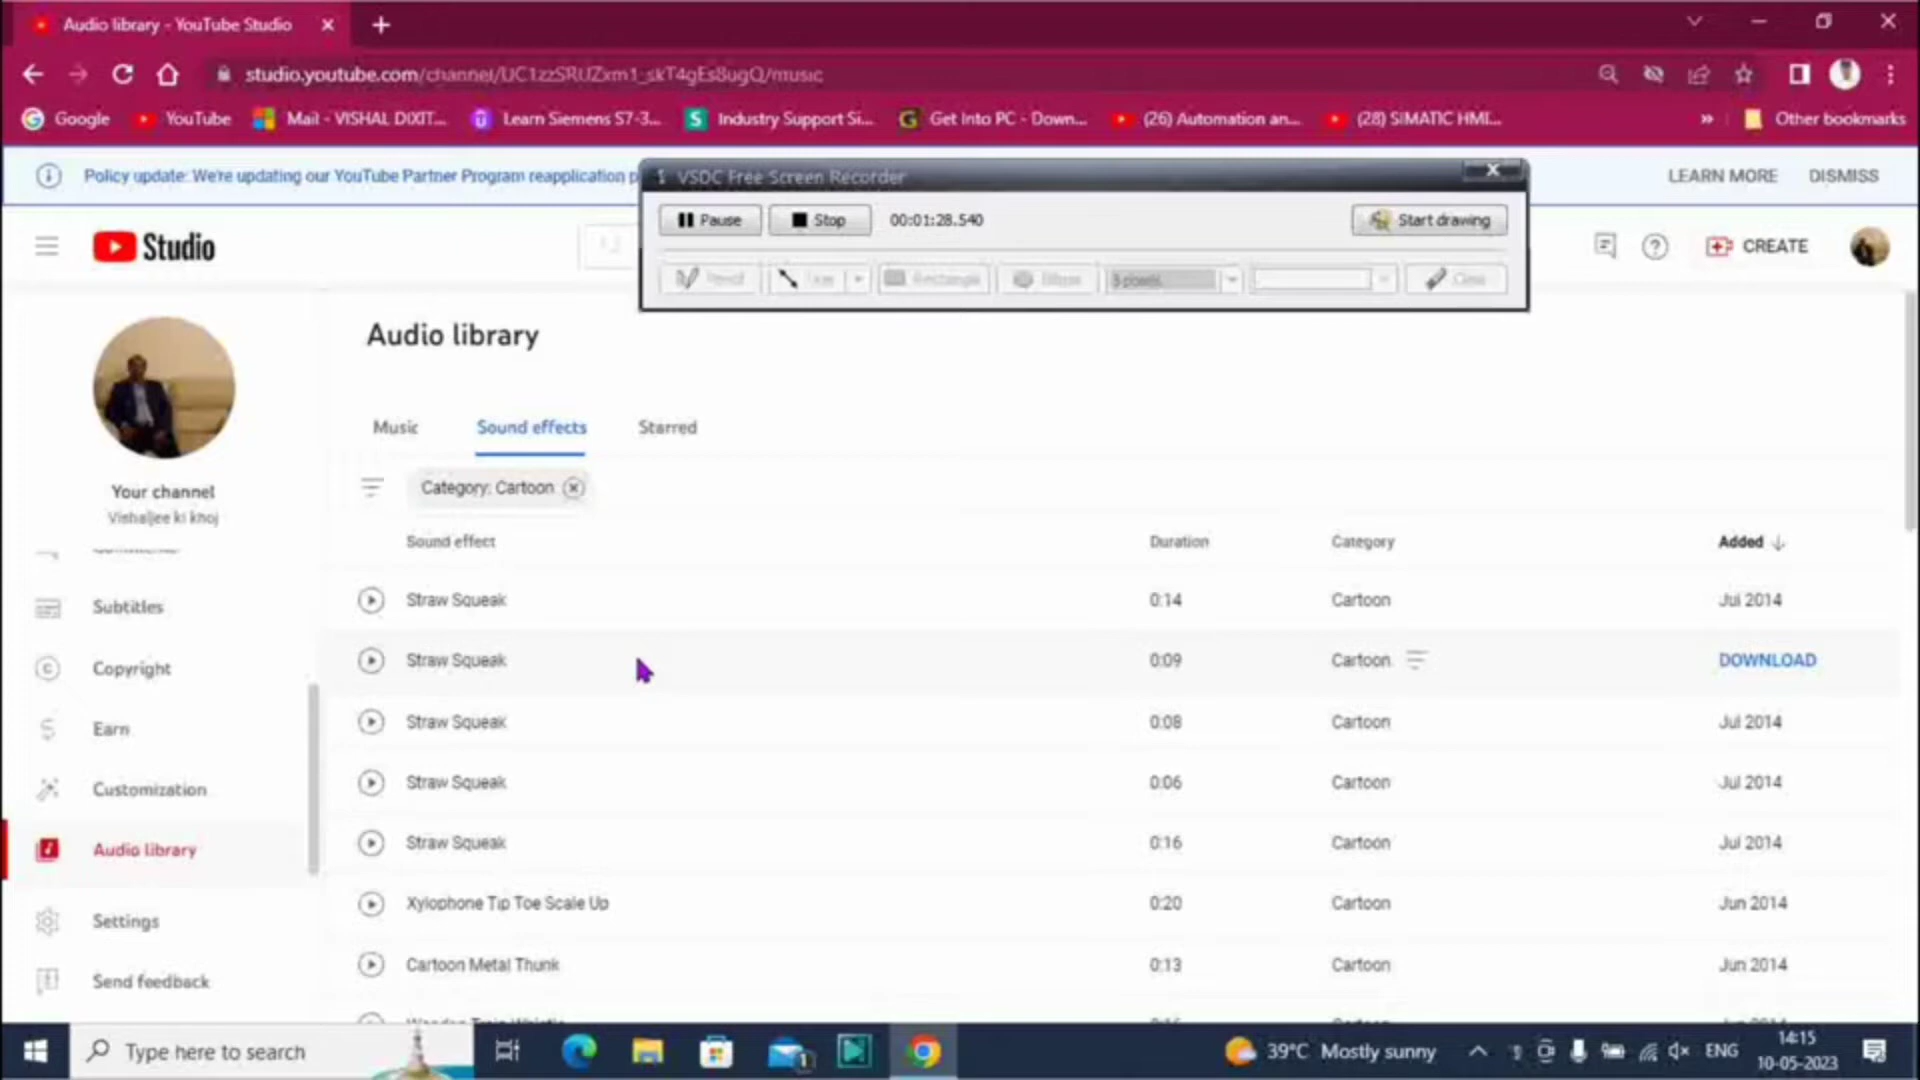 Audio library - YouTube Studio
studio.youtube.com/channel/UC1zzSRUZxm1_skT4gEs8ugQ/music
Google
YouTube
Mail - VISHAL DIXIT...
Learn Siemens S7-3...
Industry Support Si...
Get Into PC - Down...
(26) Automation an...
(28) SIMATIC HMI...
Other bookmarks
Policy update: We're updating our YouTube Partner Program reapplication p
LEARN MORE
DISMISS
VSDC Free Screen Recorder
Pause
Stop
00:01:28.540
Start drawing
Pencil
Line
Rectangle
Ellipse
5 pixels
Clear
Studio
CREATE
Your channel
Vishaljee ki khoj
Subtitles
Copyright
Earn
Customization
Audio library
Settings
Send feedback
Audio library
Music
Sound effects
Starred
Category: Cartoon
Sound effect Duration Category Added
Straw Squeak 0:14 Cartoon Jul 2014
Straw Squeak 0:09 Cartoon DOWNLOAD
Straw Squeak 0:08 Cartoon Jul 2014
Straw Squeak 0:06 Cartoon Jul 2014
Straw Squeak 0:16 Cartoon Jul 2014
Xylophone Tip Toe Scale Up 0:20 Cartoon Jun 2014
Cartoon Metal Thunk 0:13 Cartoon Jun 2014
Type here to search
39°C Mostly sunny
ENG
14:15
10-05-2023